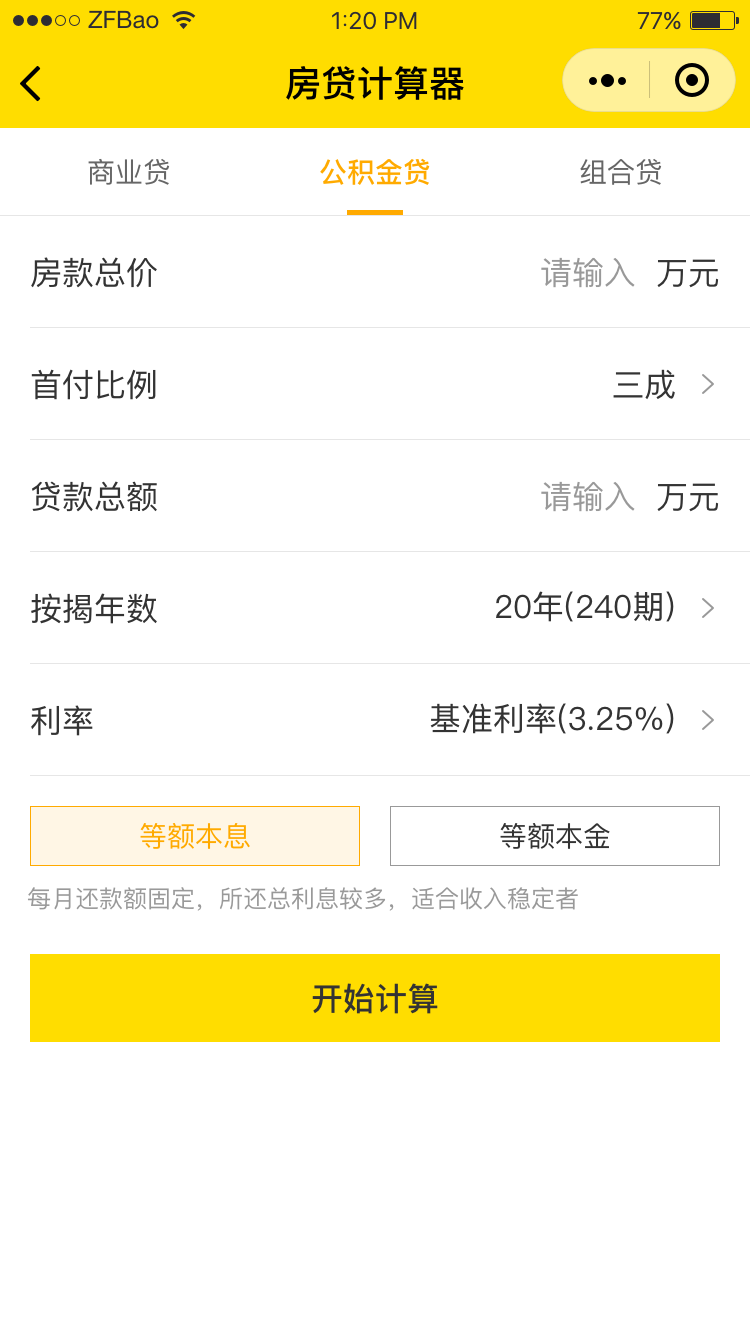 ZFBao 1:20 PM 77%
房贷计算器
商业贷 公积金贷 组合贷
房款总价 请输入 万元
首付比例 三成
贷款总额 请输入 万元
按揭年数 20年(240期)
利率 基准利率(3.25%)
等额本息 等额本金
每月还款额固定，所还总利息较多，适合收入稳定者
开始计算